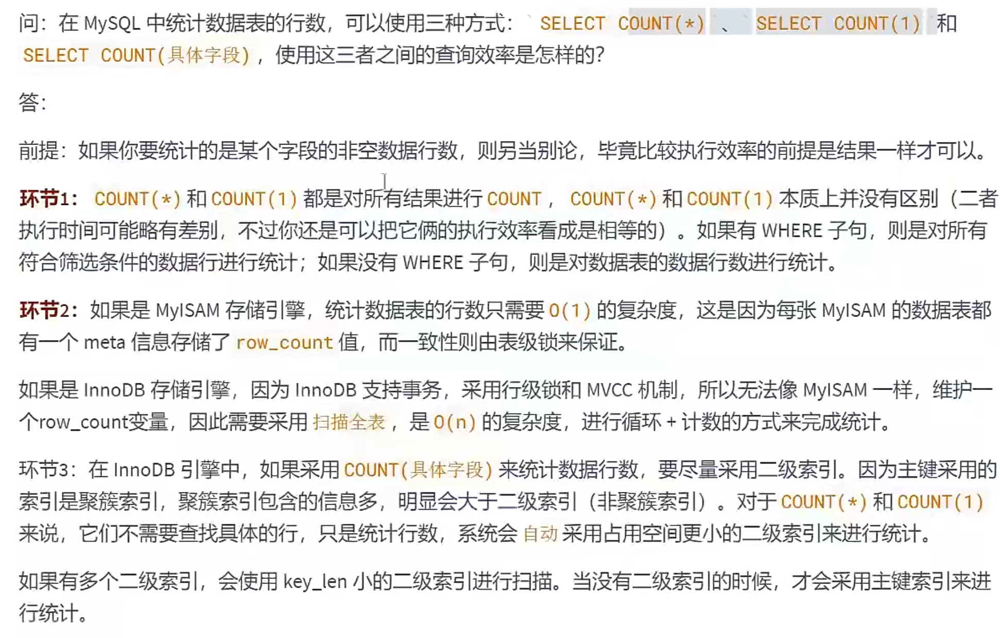 问：在 MySQL 中统计数据表的行数，可以使用三种方式：` SELECT COUNT(*)`、`SELECT COUNT(1)`和
SELECT COUNT(具体字段)，使用这三者之间的查询效率是怎样的？
答：
前提：如果你要统计的是某个字段的非空数据行数，则另当别论，毕竟比较执行效率的前提是结果一样才可以。
环节1：COUNT(*) 和 COUNT(1) 都是对所有结果进行 COUNT，COUNT(*) 和 COUNT(1) 本质上并没有区别（二者
执行时间可能略有差别，不过你还是可以把它俩的执行效率看成是相等的）。如果有 WHERE 子句，则是对所有
符合筛选条件的数据行进行统计；如果没有 WHERE 子句，则是对数据表的数据行数进行统计。
环节2：如果是 MyISAM 存储引擎，统计数据表的行数只需要 O(1) 的复杂度，这是因为每张 MyISAM 的数据表都
有一个 meta 信息存储了 row_count 值，而一致性则由表级锁来保证。
如果是 InnoDB 存储引擎，因为 InnoDB 支持事务，采用行级锁和 MVCC 机制，所以无法像 MyISAM 一样，维护一
个row_count变量，因此需要采用 扫描全表，是 O(n) 的复杂度，进行循环 + 计数的方式来完成统计。
环节3：在 InnoDB 引擎中，如果采用 COUNT(具体字段) 来统计数据行数，要尽量采用二级索引。因为主键采用的
索引是聚簇索引，聚簇索引包含的信息多，明显会大于二级索引（非聚簇索引）。对于 COUNT(*) 和 COUNT(1)
来说，它们不需要查找具体的行，只是统计行数，系统会 自动 采用占用空间更小的二级索引来进行统计。
如果有多个二级索引，会使用 key_len 小的二级索引进行扫描。当没有二级索引的时候，才会采用主键索引来进
行统计。